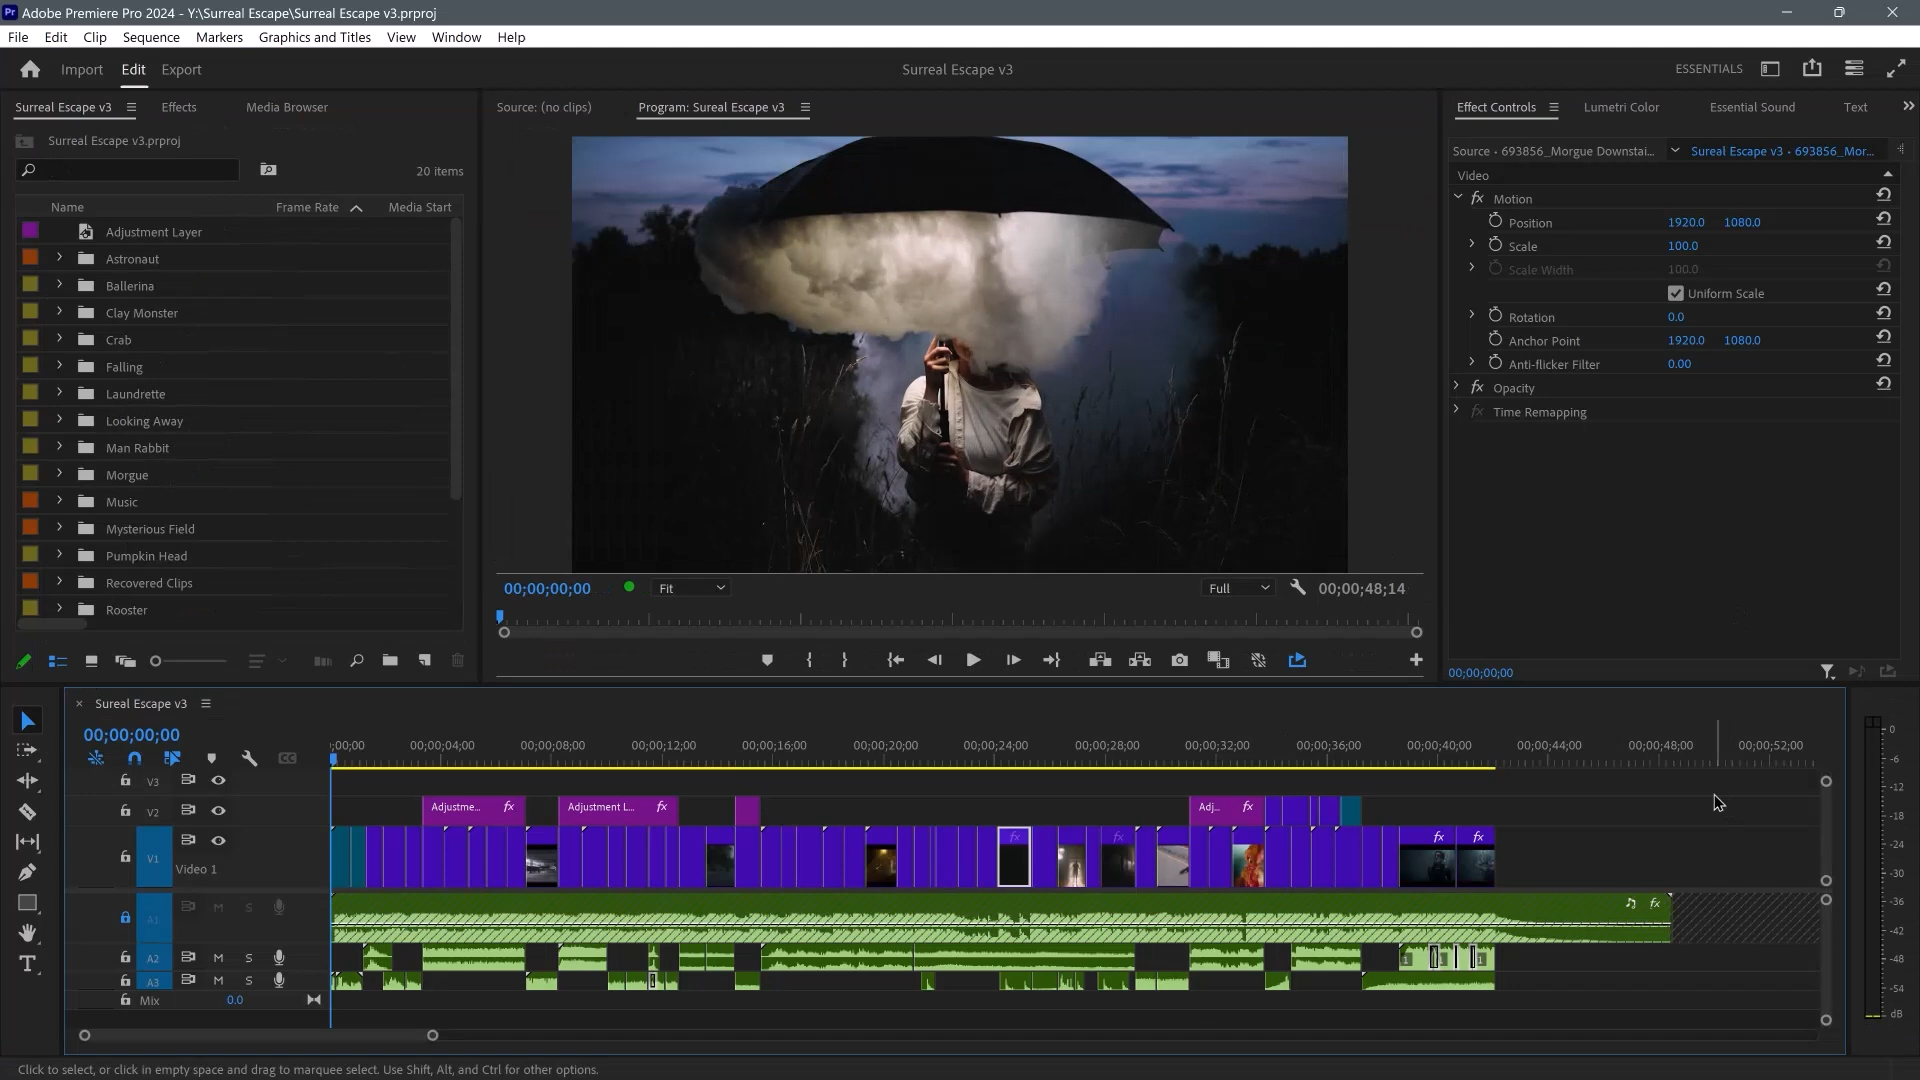 Pr Adobe Premiere Pro 2024 - Y:\Surreal Escape\Surreal Escape v3.prproj
File Edit Clip Sequence Markers Graphics and Titles View Window Help
Import Edit Export
Surreal Escape v3
ESSENTIALS
Surreal Escape v3 Effects Media Browser
Surreal Escape v3.prproj
20 items
Name Frame Rate Media Start
Adjustment Layer
Astronaut
Ballerina
Clay Monster
Crab
Falling
Laundrette
Looking Away
Man Rabbit
Morgue
Music
Mysterious Field
Pumpkin Head
Recovered Clips
Rooster
Source: (no clips) Program: Sureal Escape v3
00;00;00;00 Fit Full 00;00;48;14
Effect Controls Lumetri Color Essential Sound Text
Source • 693856_Morgue Downstai... Sureal Escape v3 • 693856_Mor...
Video
fx Motion
Position 1920.0 1080.0
Scale 100.0
Scale Width 100.0
Uniform Scale
Rotation 0.0
Anchor Point 1920.0 1080.0
Anti-flicker Filter 0.00
fx Opacity
fx Time Remapping
00;00;00;00
× Sureal Escape v3
00;00;00;00
;00;00 00;00;04;00 00;00;08;00 00;00;12;00 00;00;16;00 00;00;20;00 00;00;24;00 00;00;28;00 00;00;32;00 00;00;36;00 00;00;40;00 00;00;44;00 00;00;48;00 00;00;52;00
CC
V3
V2 Adjustme... fx Adjustment L... fx Adj... fx
V1 Video 1 fx fx fx fx
A1 M S fx
A2 M S 1 1 1
A3 M S
Mix 0.0
T
0
-6
-12
-18
-24
-30
-36
-42
-48
-54
dB
Click to select, or click in empty space and drag to marquee select. Use Shift, Alt, and Ctrl for other options.